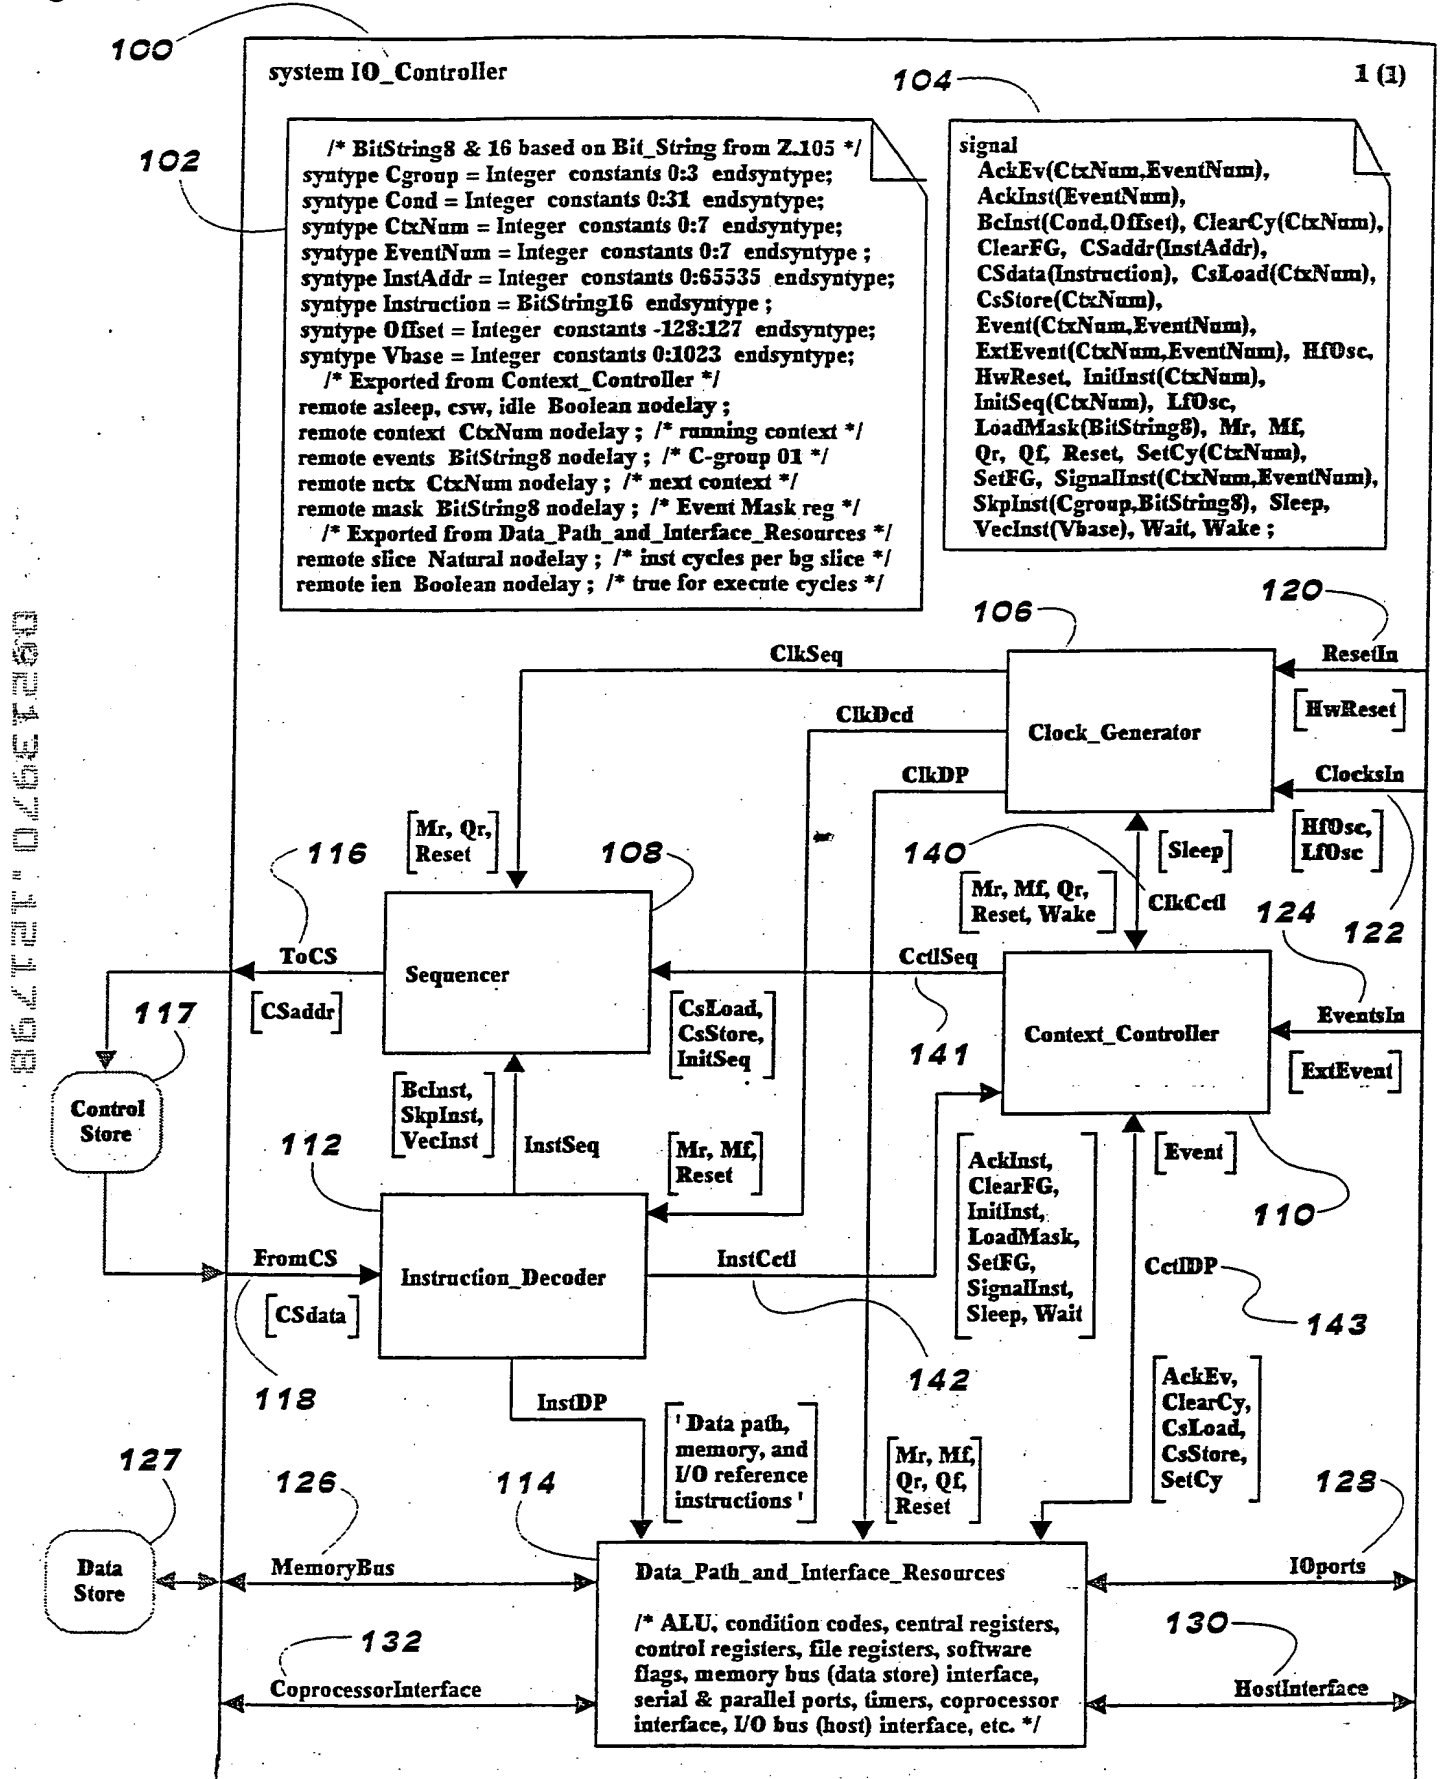 100
system IO_Controller
1 (1)
104
102
/* BitString8 & 16 based on Bit_String from Z.105 */
syntype Cgroup = Integer constants 0:3 endsyntype;
syntype Cond = Integer constants 0:31 endsyntype;
syntype CtxNum = Integer constants 0:7 endsyntype;
syntype EventNum = Integer constants 0:7 endsyntype ;
syntype InstAddr = Integer constants 0:65535 endsyntype;
syntype Instruction = BitString16 endsyntype ;
syntype Offset = Integer constants -128:127 endsyntype;
syntype Vbase = Integer constants 0:1023 endsyntype;
/* Exported from Context_Controller */
remote asleep, csw, idle Boolean nodelay ;
remote context CtxNum nodelay ; /* running context */
remote events BitString8 nodelay ; /* C-group 01 */
remote nctx CtxNum nodelay ; /* next context */
remote mask BitString8 nodelay ; /* Event Mask reg */
/* Exported from Data_Path_and_Interface_Resources */
remote slice Natural nodelay ; /* inst cycles per bg slice */
remote ien Boolean nodelay ; /* true for execute cycles */
signal
AckEv(CtxNum,EventNum),
AckInst(EventNum),
BcInst(Cond,Offset), ClearCy(CtxNum),
ClearFG, CSaddr(InstAddr),
CSdata(Instruction), CsLoad(CtxNum),
CsStore(CtxNum),
Event(CtxNum,EventNum),
ExtEvent(CtxNum,EventNum), HfOsc,
HwReset, InitInst(CtxNum),
InitSeq(CtxNum), LfOsc,
LoadMask(BitString8), Mr, Mf,
Qr, Qf, Reset, SetCy(CtxNum),
SetFG, SignalInst(CtxNum,EventNum),
SkpInst(Cgroup,BitString8), Sleep,
VecInst(Vbase), Wait, Wake ;
106
120
ClkSeq
ResetIn
[HwReset]
ClkDcd
Clock_Generator
ClkDP
ClocksIn
[HfOsc,
LfOsc]
122
[Mr, Qr,
Reset]
116
108
140
[Sleep]
[Mr, Mf, Qr,
Reset, Wake]
ClkCctl
124
ToCS
[CSaddr]
Sequencer
CctlSeq
[CsLoad,
CsStore,
InitSeq]
141
Context_Controller
EventsIn
[ExtEvent]
117
Control
Store
[BcInst,
SkpInst,
VecInst]
InstSeq
112
[Mr, Mf,
Reset]
[AckInst,
ClearFG,
InitInst,
LoadMask,
SetFG,
SignalInst,
Sleep, Wait]
[Event]
110
FromCS
[CSdata]
118
Instruction_Decoder
InstCctl
142
CctlDP
143
InstDP
[' Data path,
memory, and
I/O reference
instructions ']
[Mr, Mf,
Qr, Qf,
Reset]
[AckEv,
ClearCy,
CsLoad,
CsStore,
SetCy]
127
126
114
128
Data
Store
MemoryBus
Data_Path_and_Interface_Resources
IOports
/* ALU, condition codes, central registers,
control registers, file registers, software
flags, memory bus (data store) interface,
serial & parallel ports, timers, coprocessor
interface, I/O bus (host) interface, etc. */
132
CoprocessorInterface
130
HostInterface